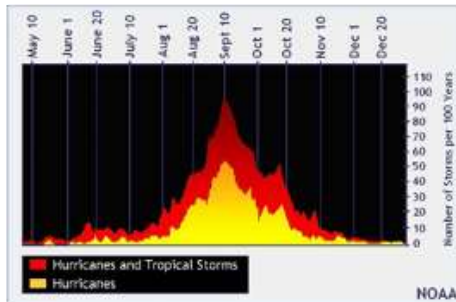 May 10
June 1
June 20
July 10
Aug 1
Aug 20
Sept 10
Oct 1
Oct 20
Nov 10
Dec 1
Dec 20
110
100
90
80
70
60
50
40
30
20
10
0
Number of Storms per 100 Years
Hurricanes and Tropical Storms
Hurricanes
NOAA